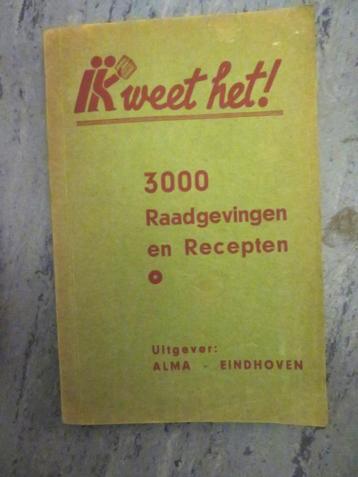 IK weet het!
3000
Raadgevingen
en Recepten
Uitgever:
ALMA - EINDHOVEN